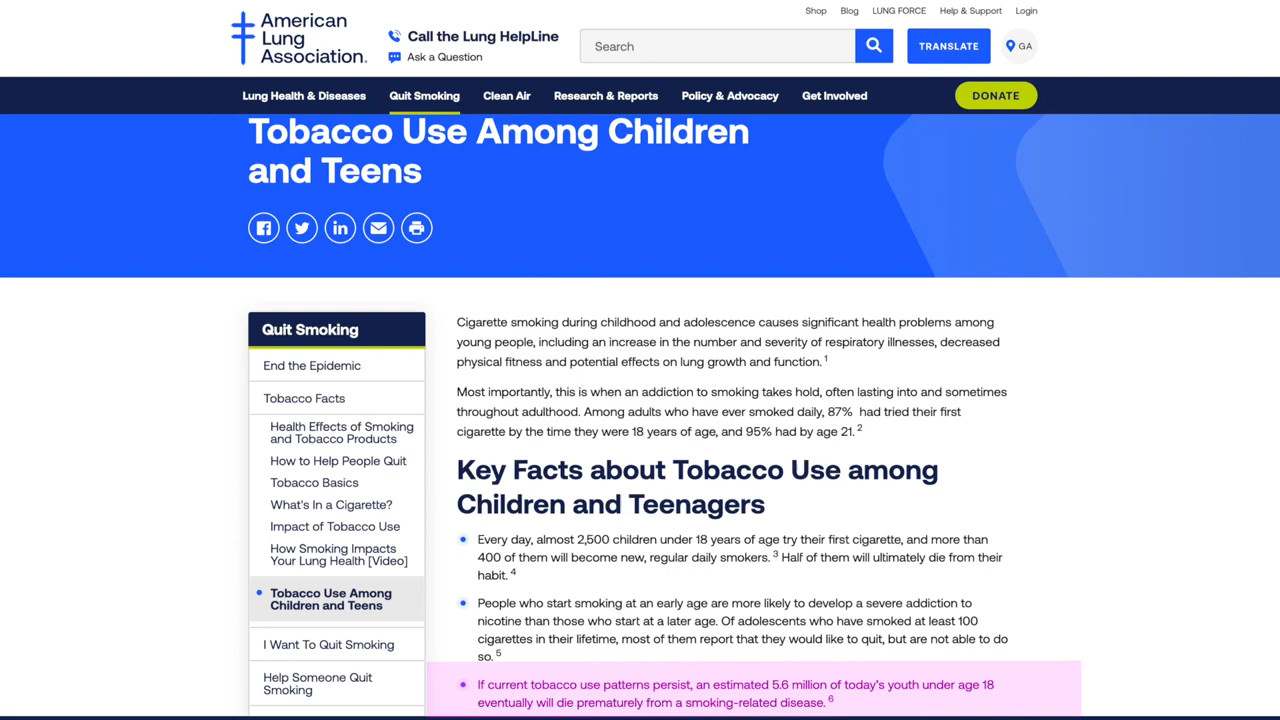 Shop Blog LUNG FORCE Help & Support Login
American
Lung
Association.
Call the Lung HelpLine
Ask a Question
Search
TRANSLATE
GA
Lung Health & Diseases Quit Smoking Clean Air Research & Reports Policy & Advocacy Get Involved DONATE
Tobacco Use Among Children
and Teens
Quit Smoking
End the Epidemic
Tobacco Facts
Health Effects of Smoking
and Tobacco Products
How to Help People Quit
Tobacco Basics
What's In a Cigarette?
Impact of Tobacco Use
How Smoking Impacts
Your Lung Health [Video]
Tobacco Use Among
Children and Teens
I Want To Quit Smoking
Help Someone Quit
Smoking
Cigarette smoking during childhood and adolescence causes significant health problems among
young people, including an increase in the number and severity of respiratory illnesses, decreased
physical fitness and potential effects on lung growth and function. 1
Most importantly, this is when an addiction to smoking takes hold, often lasting into and sometimes
throughout adulthood. Among adults who have ever smoked daily, 87% had tried their first
cigarette by the time they were 18 years of age, and 95% had by age 21. 2
Key Facts about Tobacco Use among
Children and Teenagers
Every day, almost 2,500 children under 18 years of age try their first cigarette, and more than
400 of them will become new, regular daily smokers. 3 Half of them will ultimately die from their
habit. 4
People who start smoking at an early age are more likely to develop a severe addiction to
nicotine than those who start at a later age. Of adolescents who have smoked at least 100
cigarettes in their lifetime, most of them report that they would like to quit, but are not able to do
so. 5
If current tobacco use patterns persist, an estimated 5.6 million of today's youth under age 18
eventually will die prematurely from a smoking-related disease. 6